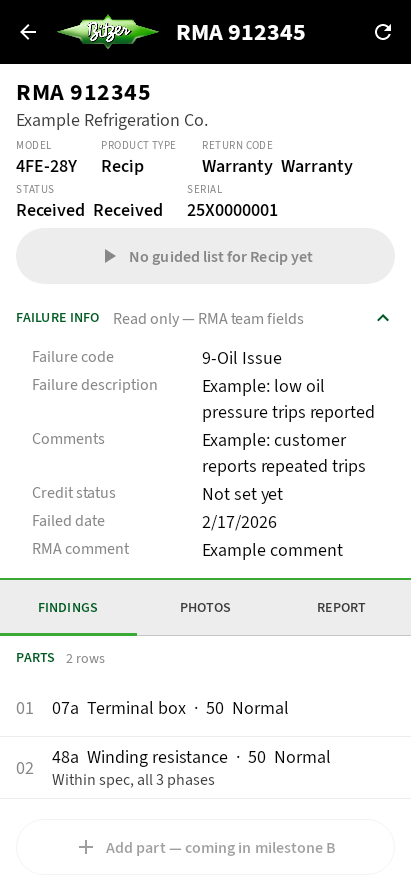 Bitzer RMA 912345
RMA 912345
Example Refrigeration Co.
MODEL PRODUCT TYPE RETURN CODE
4FE-28Y Recip Warranty Warranty
STATUS SERIAL
Received Received 25X0000001
No guided list for Recip yet
FAILURE INFO Read only — RMA team fields
Failure code 9-Oil Issue
Failure description Example: low oil
pressure trips reported
Comments Example: customer
reports repeated trips
Credit status Not set yet
Failed date 2/17/2026
RMA comment Example comment
FINDINGS PHOTOS REPORT
PARTS 2 rows
01 07a Terminal box · 50 Normal
02 48a Winding resistance · 50 Normal
Within spec, all 3 phases
Add part — coming in milestone B